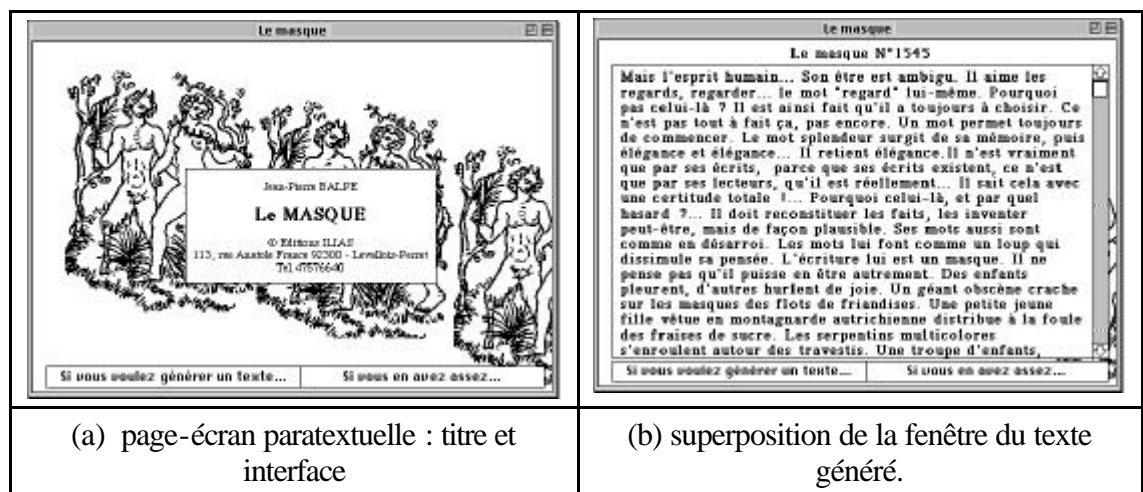 Le masque
Jean-Pierre BALPE
Le MASQUE
© Editions ILIAS
113, rue Anatole France 92300 - Levallois-Perret
Tel 47576640
Si vous voulez générer un texte...
Si vous en avez assez...
(a) page-écran paratextuelle : titre et
interface
Le masque
Le masque N°1545
Mais l'esprit humain... Son être est ambigu. Il aime les
regards, regarder... le mot "regard" lui-même. Pourquoi
pas celui-là ? Il est ainsi fait qu'il a toujours à choisir. Ce
n'est pas tout à fait ça, pas encore. Un mot permet toujours
de commencer. Le mot splendeur surgit de sa mémoire, puis
élégance et élégance... Il retient élégance.Il n'est vraiment
que par ses écrits, parce que ses écrits existent, ce n'est
que par ses lecteurs, qu'il est réellement... Il sait cela avec
une certitude totale !... Pourquoi celui-là, et par quel
hasard ?... Il doit reconstituer les faits, les inventer
peut-être, mais de façon plausible. Ses mots aussi sont
comme en désarroi. Les mots lui font comme un loup qui
dissimule sa pensée. L'écriture lui est un masque. Il ne
pense pas qu'il puisse en être autrement. Des enfants
pleurent, d'autres hurlent de joie. Un géant obscène crache
sur les masques des flots de friandises. Une petite jeune
fille vêtue en montagnarde autrichienne distribue à la foule
des fraises de sucre. Les serpentins multicolores
s'enroulent autour des travestis. Une troupe d'enfants,
Si vous voulez générer un texte...
Si vous en avez assez...
(b) superposition de la fenêtre du texte
généré.